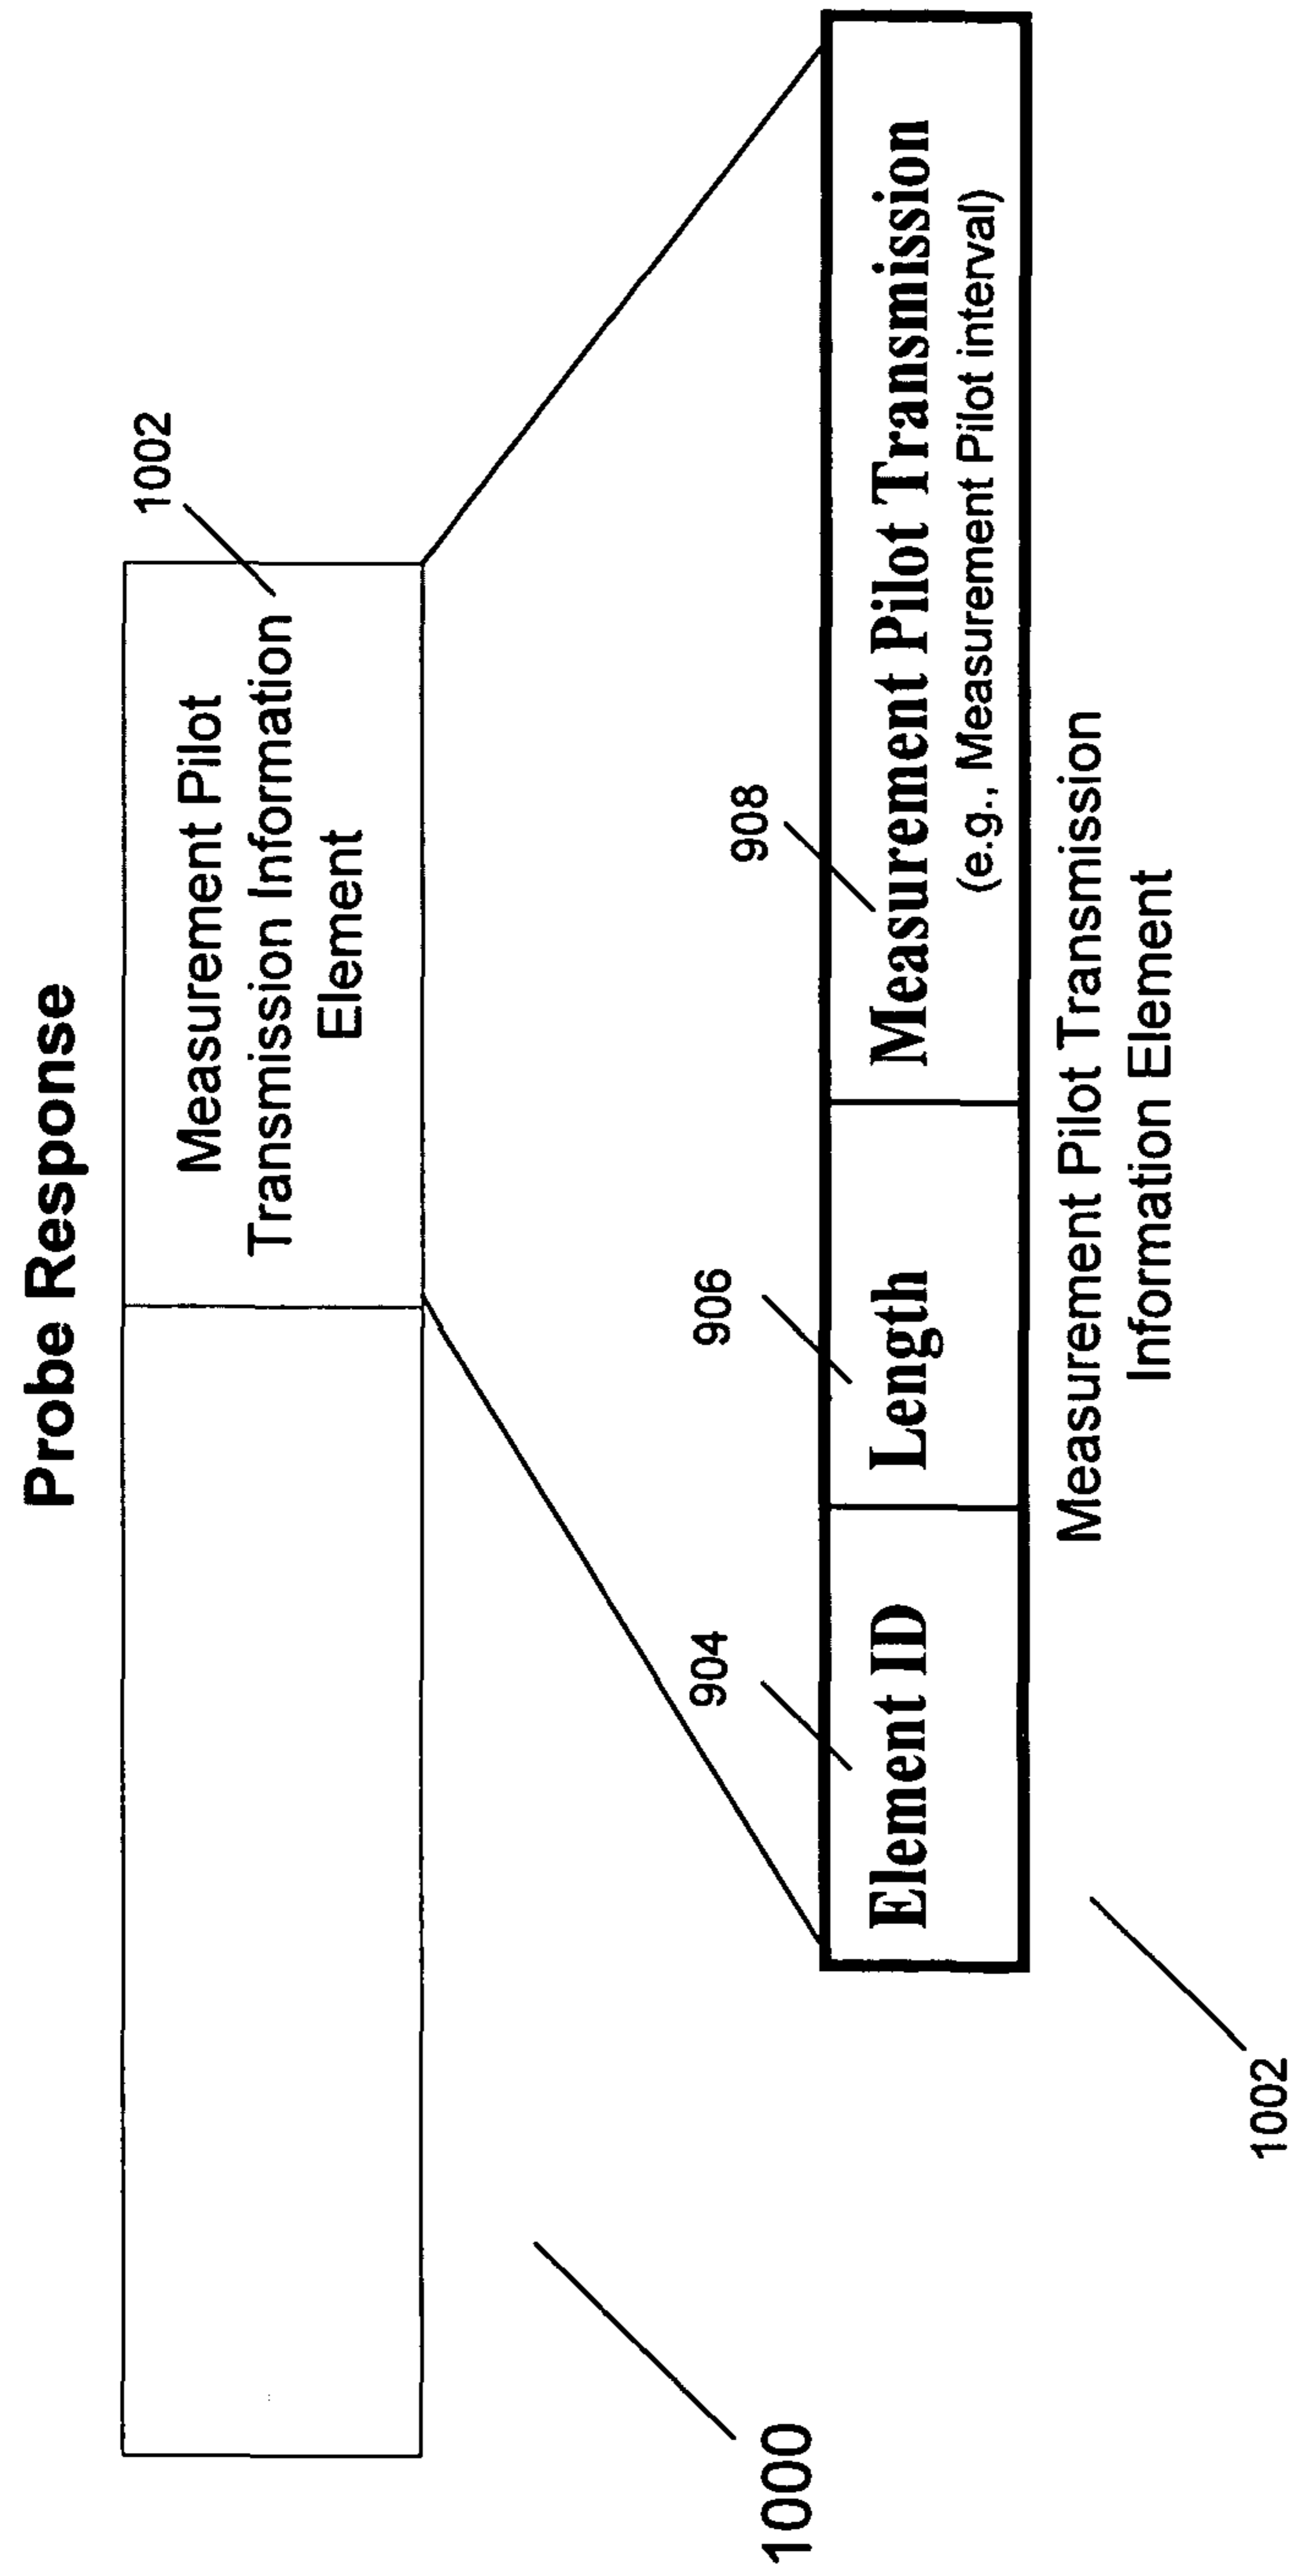 Probe Response
1002
Measurement Pilot
Transmission Information
Element
904
906
908
Element ID
Length
Measurement Pilot Transmission
(e.g., Measurement Pilot interval)
Measurement Pilot Transmission
Information Element
1000
1002